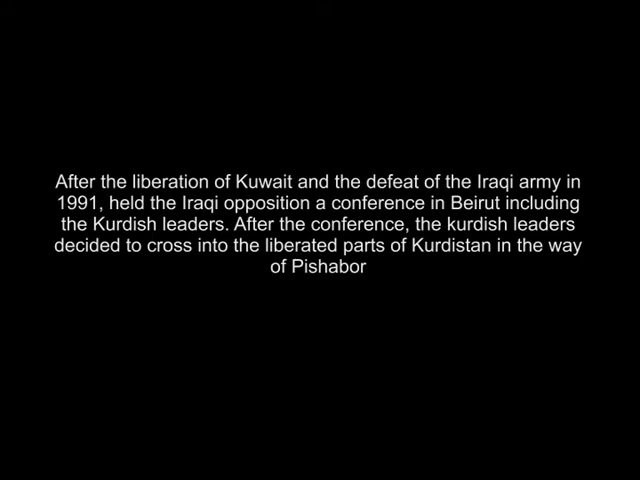 After the liberation of Kuwait and the defeat of the Iraqi army in
1991, held the Iraqi opposition a conference in Beirut including
the Kurdish leaders. After the conference, the kurdish leaders
decided to cross into the liberated parts of Kurdistan in the way
of Pishabor